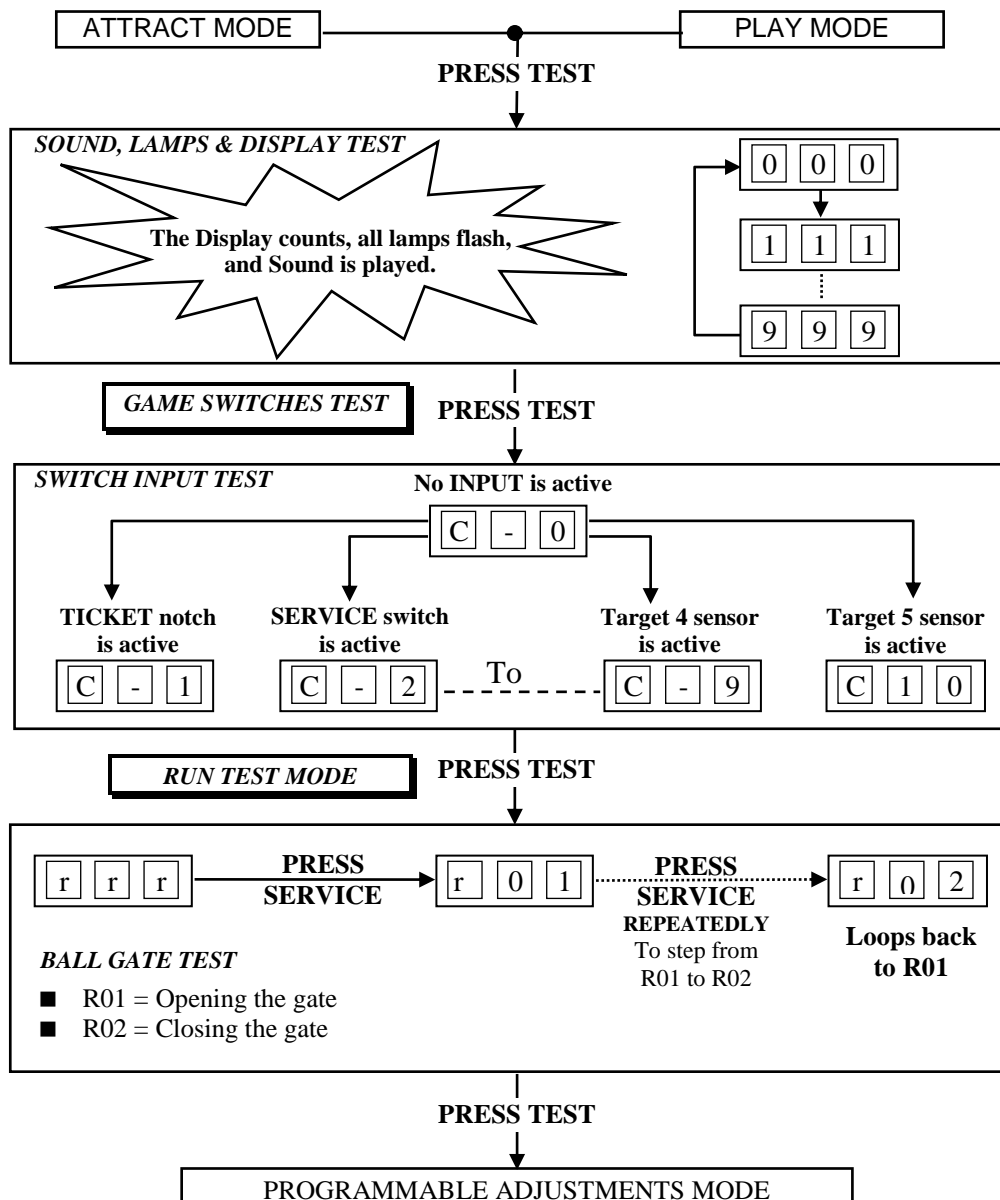 ATTRACT MODE PLAY MODE
PRESS TEST
SOUND, LAMPS & DISPLAY TEST
The Display counts, all lamps flash,
and Sound is played.
0 0 0
1 1 1
9 9 9
GAME SWITCHES TEST
PRESS TEST
SWITCH INPUT TEST
No INPUT is active
C - 0
TICKET notch
is active
C - 1
SERVICE switch
is active
C - 2
To
Target 4 sensor
is active
C - 9
Target 5 sensor
is active
C 1 0
RUN TEST MODE
PRESS TEST
r r r
PRESS
SERVICE
r 0 1
PRESS
SERVICE
REPEATEDLY
To step from
R01 to R02
r 0 2
Loops back
to R01
BALL GATE TEST
■ R01 = Opening the gate
■ R02 = Closing the gate
PRESS TEST
PROGRAMMABLE ADJUSTMENTS MODE